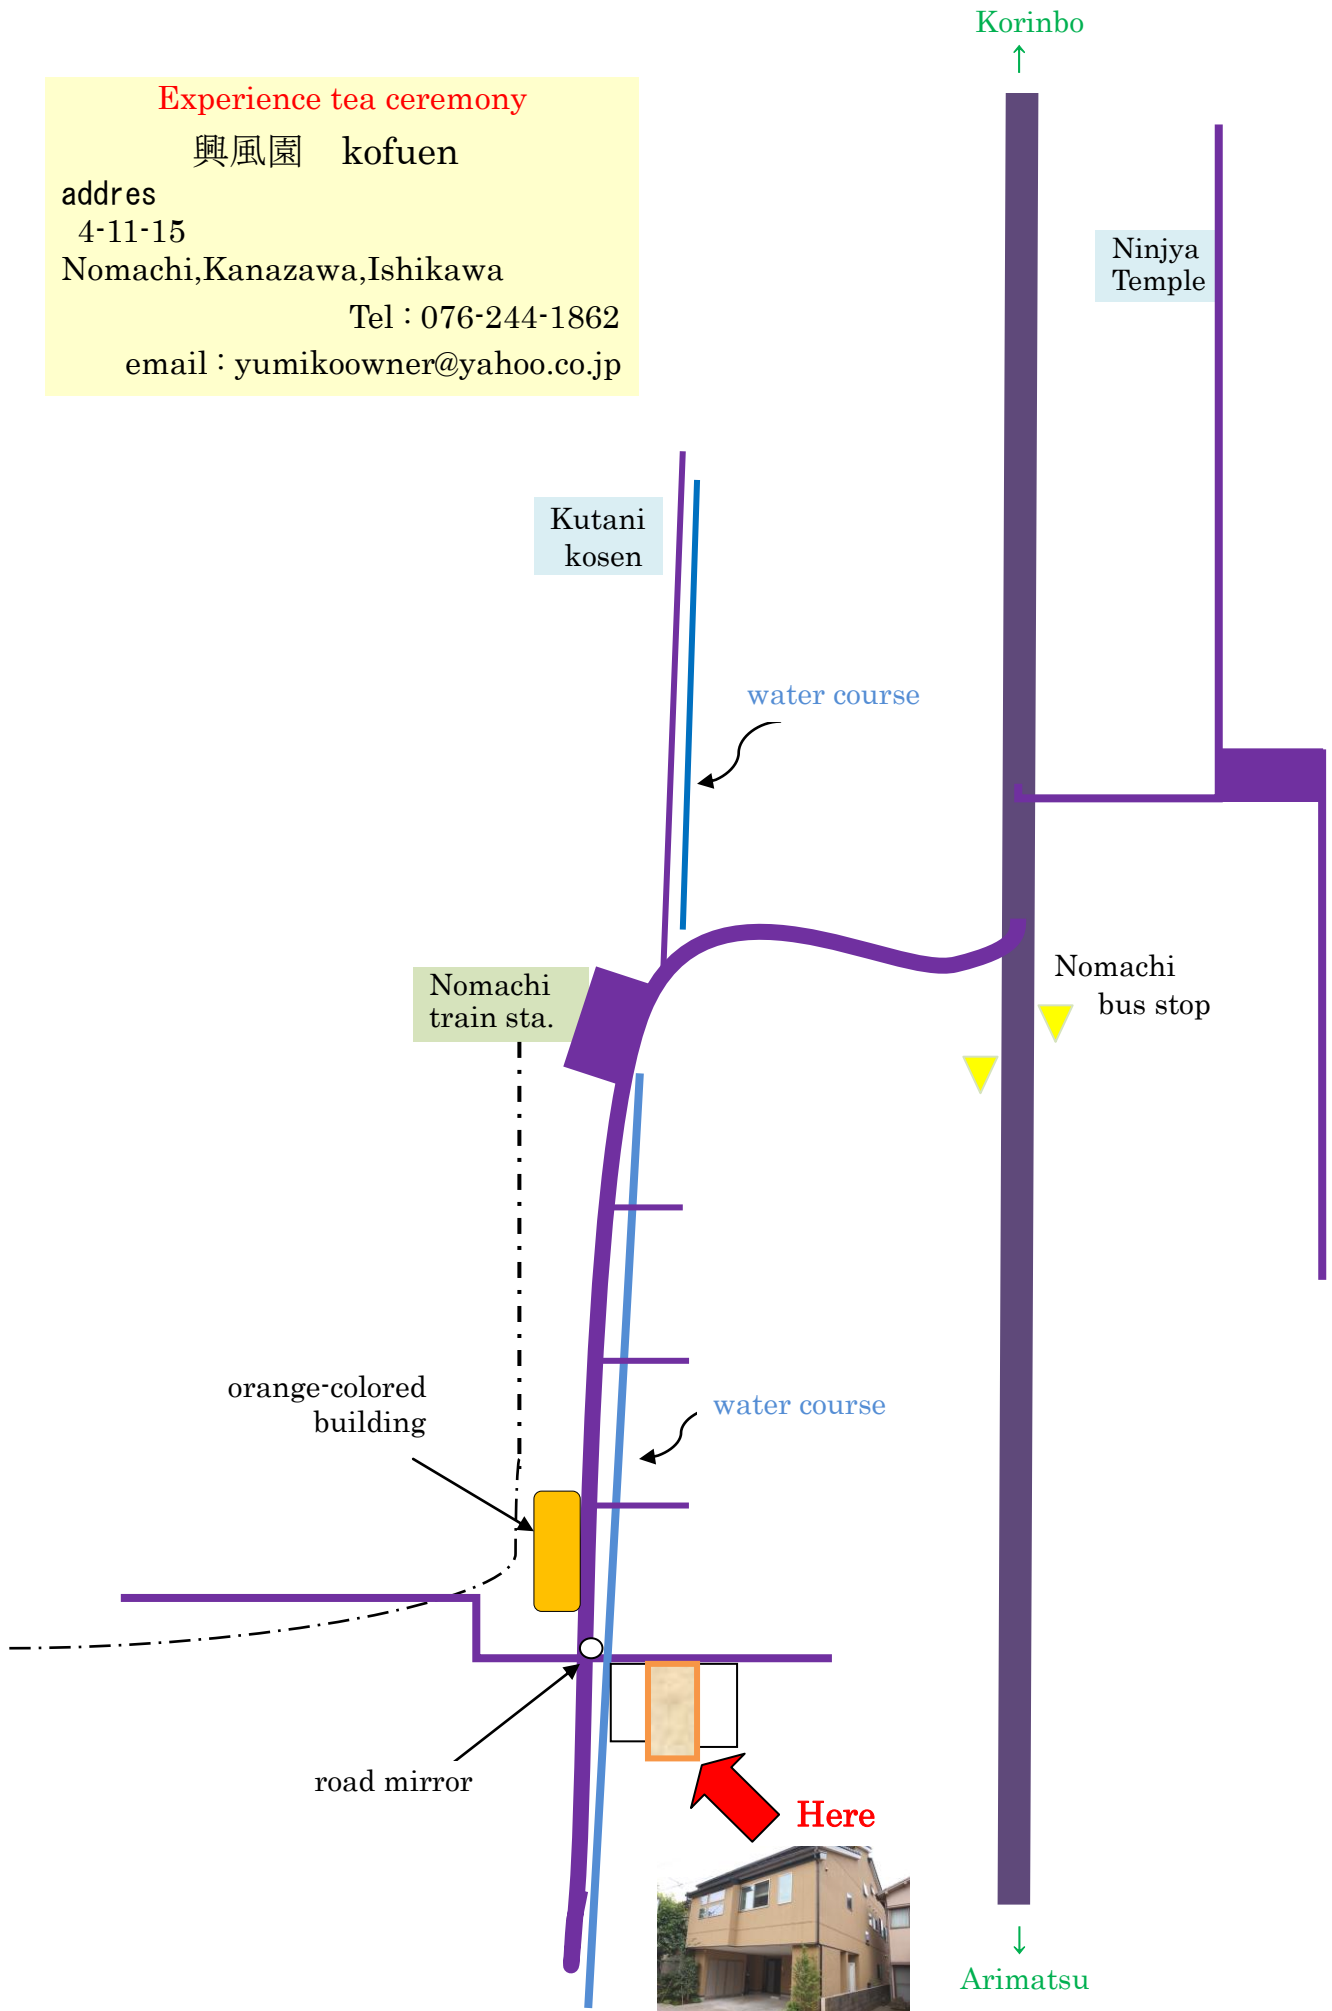 Korinbo
↑
Experience tea ceremony
興風園　kofuen
addres
4-11-15
Nomachi,Kanazawa,Ishikawa
Tel：076-244-1862
email：yumikoowner@yahoo.co.jp
Ninjya
Temple
Kutani
kosen
water course
Nomachi
train sta.
Nomachi
bus stop
orange-colored
building
water course
road mirror
Here
↓
Arimatsu